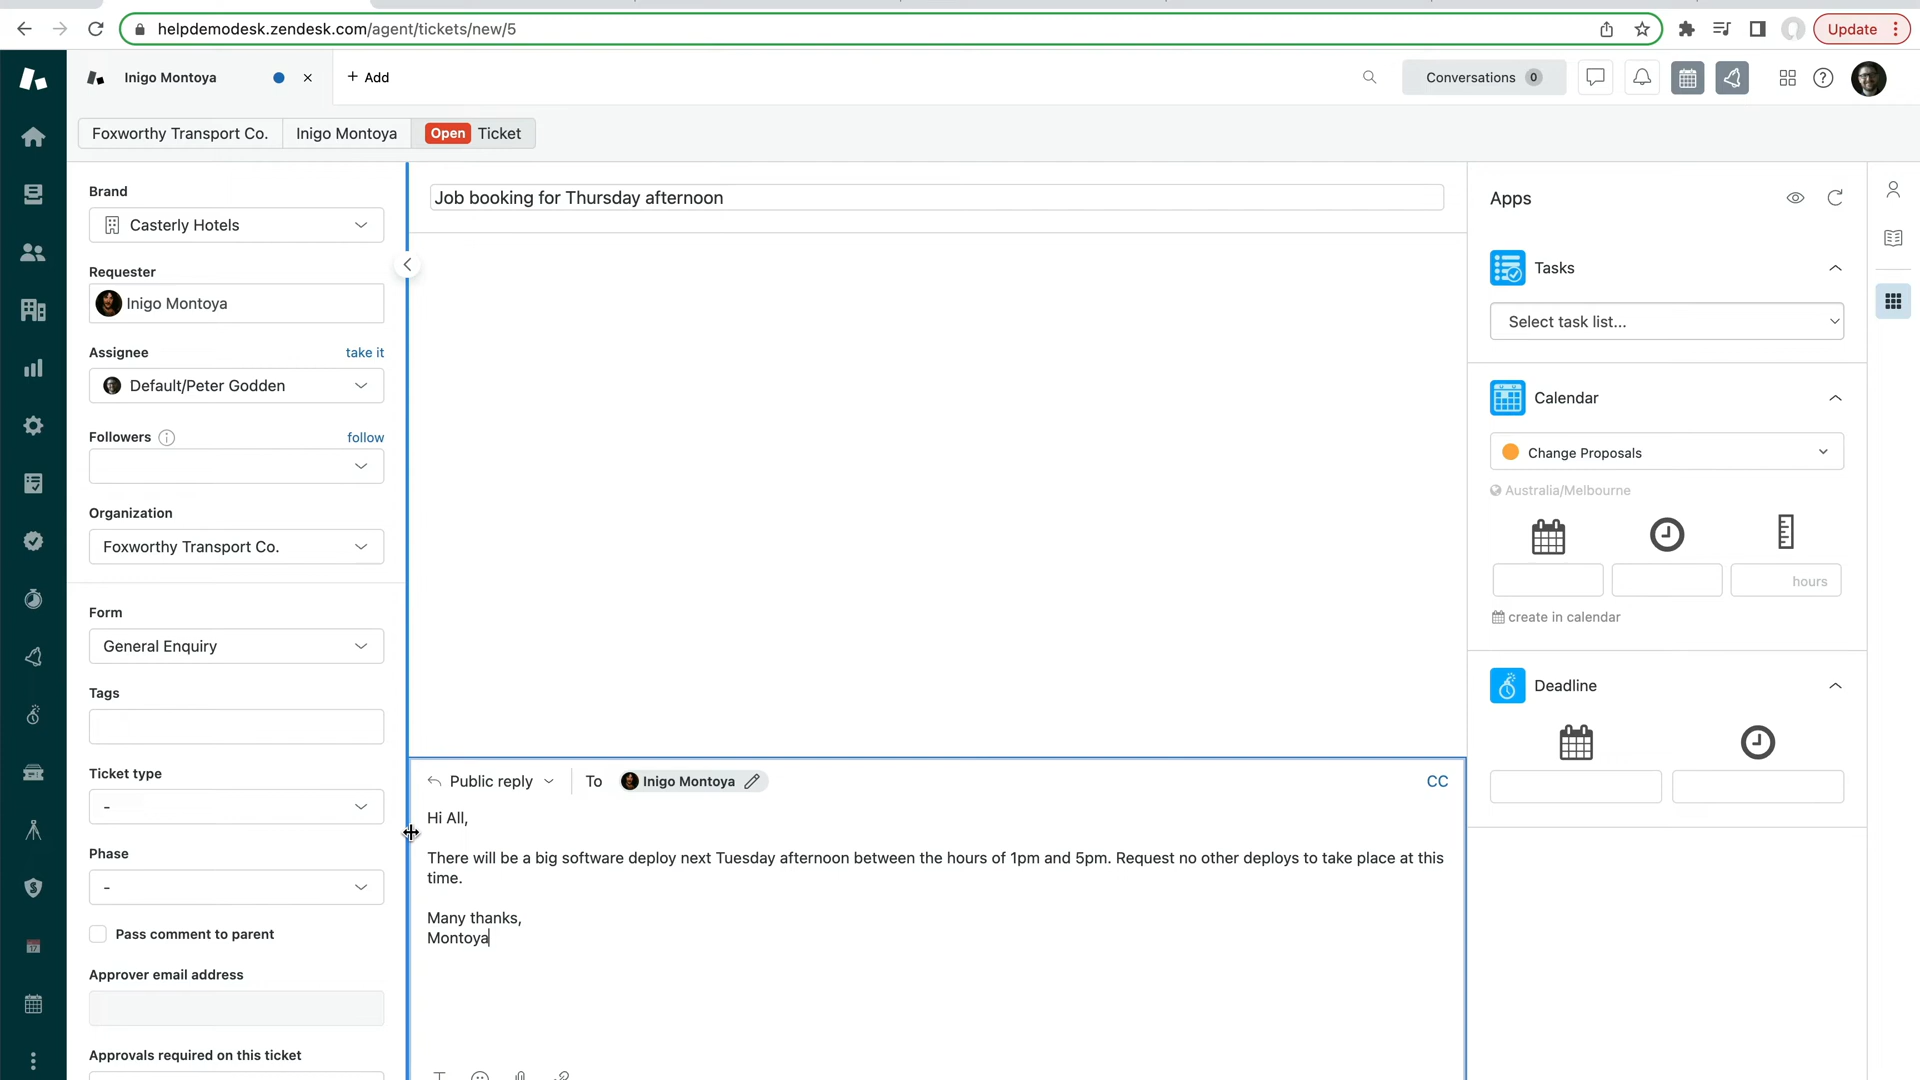 helpdemodesk.zendesk.com/agent/tickets/new/5
Update
Inigo Montoya
+ Add
Conversations 0
Foxworthy Transport Co.
Inigo Montoya
Open Ticket
Brand
Casterly Hotels
Requester
Inigo Montoya
Assignee
take it
Default/Peter Godden
Followers
follow
Organization
Foxworthy Transport Co.
Form
General Enquiry
Tags
Ticket type
-
Phase
-
Pass comment to parent
Approver email address
Approvals required on this ticket
Job booking for Thursday afternoon
Public reply
To
Inigo Montoya
CC
Hi All,
There will be a big software deploy next Tuesday afternoon between the hours of 1pm and 5pm. Request no other deploys to take place at this
time.
Many thanks,
Montoya
Apps
Tasks
Select task list...
Calendar
Change Proposals
Australia/Melbourne
hours
create in calendar
Deadline
17